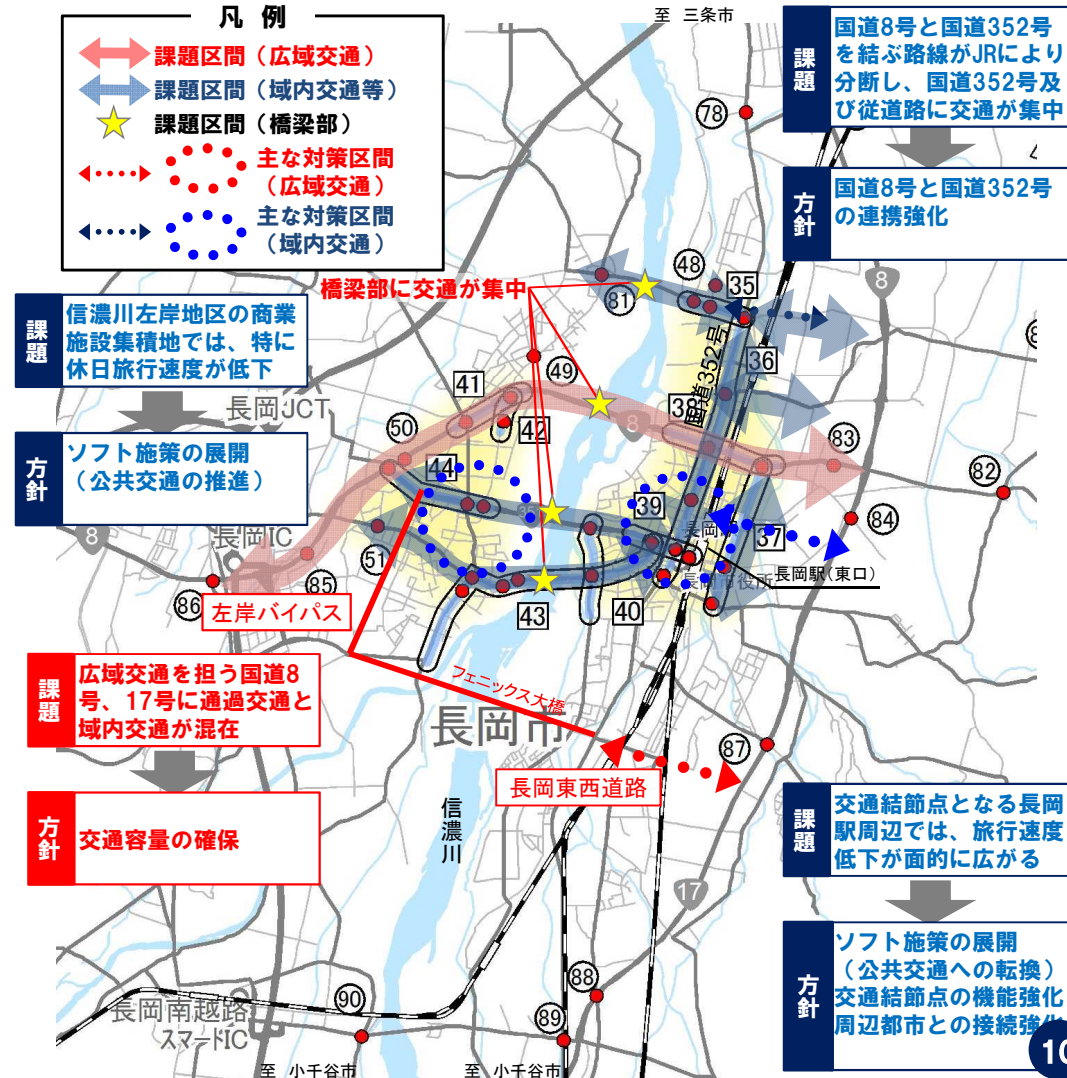 凡 例
課題区間（広域交通）
課題区間（域内交通等）
課題区間（橋梁部）
主な対策区間
（広域交通）
主な対策区間
（域内交通）
至 三条市
課題
国道8号と国道352号
を結ぶ路線がJRにより
分断し、国道352号及
び従道路に交通が集中
方針
国道8号と国道352号
の連携強化
78
橋梁部に交通が集中
48
35
81
8
国道352号
36
課題
信濃川左岸地区の商業
施設集積地では、特に
休日旅行速度が低下
長岡JCT
41
49
42
38
8
50
83
82
方針
ソフト施策の展開
（公共交通の推進）
44
39
37
84
8
長岡IC
51
長岡駅(東口)
長岡市役所
85
86
43
40
左岸バイパス
課題
広域交通を担う国道8
号、17号に通過交通と
域内交通が混在
フェニックス大橋
長岡市
87
長岡東西道路
方針
交通容量の確保
信濃川
課題
交通結節点となる長岡
駅周辺では、旅行速度
低下が面的に広がる
17
方針
ソフト施策の展開
（公共交通への転換）
交通結節点の機能強化
周辺都市との接続強化
88
90
89
長岡南越路
スマートIC
至 小千谷市
至 小千谷市
10